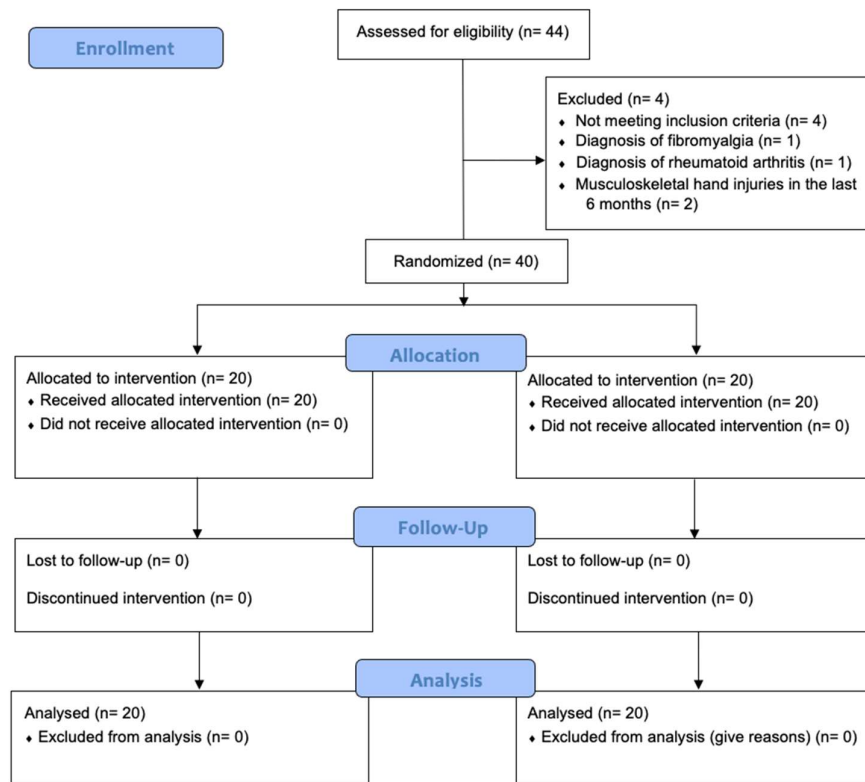 Enrollment
Assessed for eligibility (n= 44)
Excluded (n= 4)
♦ Not meeting inclusion criteria (n= 4)
♦ Diagnosis of fibromyalgia (n= 1)
♦ Diagnosis of rheumatoid arthritis (n= 1)
♦ Musculoskeletal hand injuries in the last
6 months (n= 2)
Randomized (n= 40)
Allocation
Allocated to intervention (n= 20)
♦ Received allocated intervention (n= 20)
♦ Did not receive allocated intervention (n= 0)
Allocated to intervention (n= 20)
♦ Received allocated intervention (n= 20)
♦ Did not receive allocated intervention (n= 0)
Follow-Up
Lost to follow-up (n= 0)
Discontinued intervention (n= 0)
Lost to follow-up (n= 0)
Discontinued intervention (n= 0)
Analysis
Analysed (n= 20)
♦ Excluded from analysis (n= 0)
Analysed (n= 20)
♦ Excluded from analysis (give reasons) (n= 0)